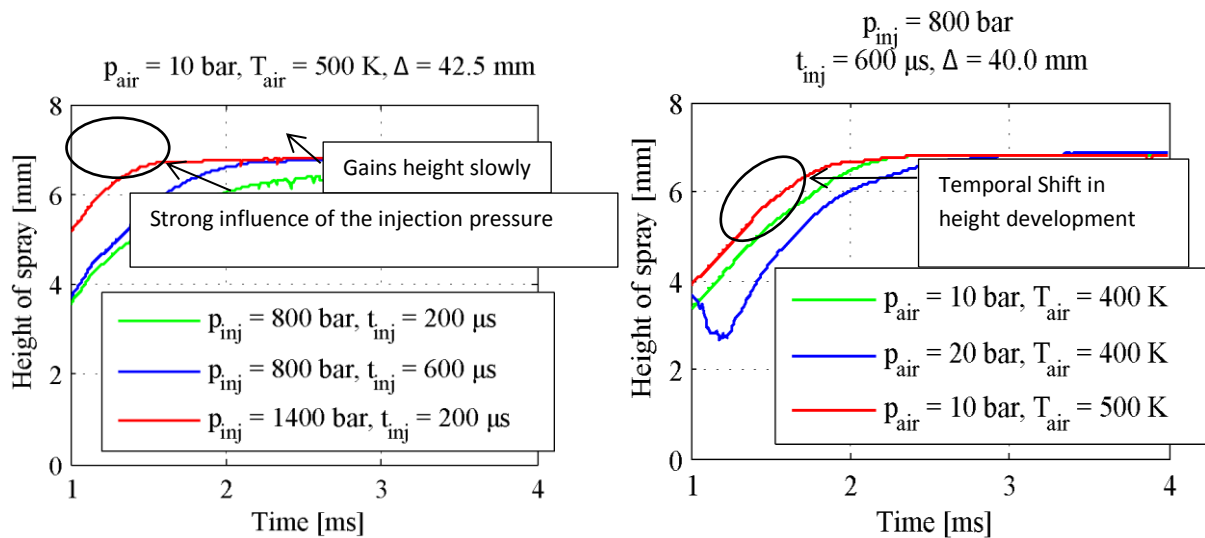 p_air = 10 bar, T_air = 500 K, Δ = 42.5 mm
Height of spray [mm]
8
6
4
2
0
1
2
3
4
Time [ms]
Gains height slowly
Strong influence of the injection pressure
p_inj = 800 bar, t_inj = 200 μs
p_inj = 800 bar, t_inj = 600 μs
p_inj = 1400 bar, t_inj = 200 μs
p_inj = 800 bar
t_inj = 600 μs, Δ = 40.0 mm
Height of spray [mm]
8
6
4
2
0
1
2
3
4
Time [ms]
Temporal Shift in
height development
p_air = 10 bar, T_air = 400 K
p_air = 20 bar, T_air = 400 K
p_air = 10 bar, T_air = 500 K